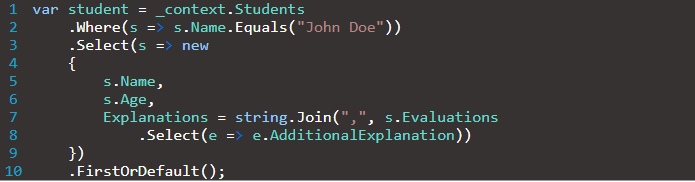 1 var student = _context.Students
2 .Where(s => s.Name.Equals("John Doe"))
3 .Select(s => new
4 {
5 s.Name,
6 s.Age,
7 Explanations = string.Join(",", s.Evaluations
8 .Select(e => e.AdditionalExplanation))
9 })
10 .FirstOrDefault();